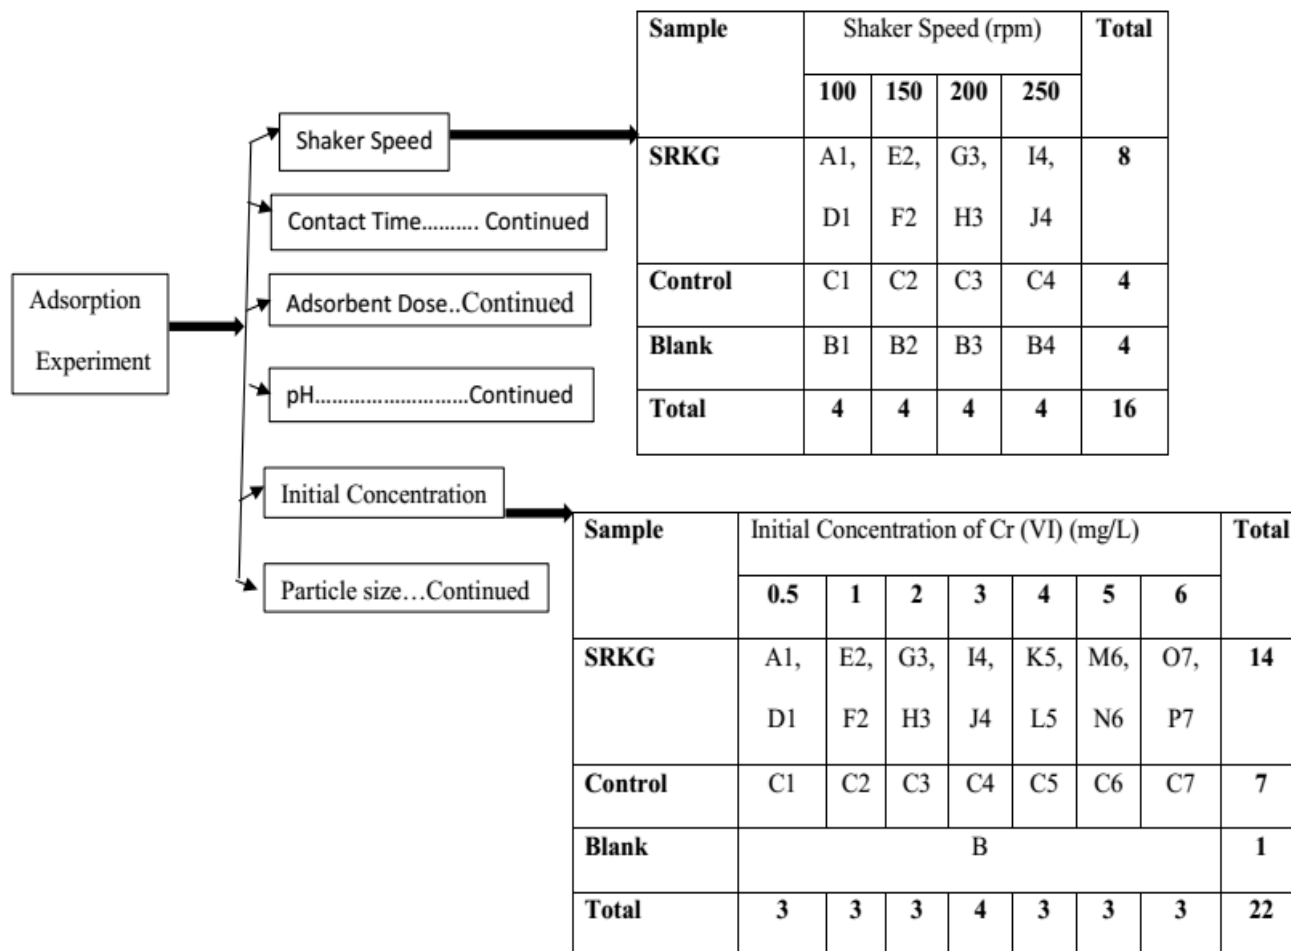 Adsorption
Experiment
Shaker Speed
Contact Time………. Continued
Adsorbent Dose..Continued
pH………………………Continued
Initial Concentration
Particle size…Continued
Sample Shaker Speed (rpm) Total
100 150 200 250
SRKG A1, E2, G3, I4, 8
D1 F2 H3 J4
Control C1 C2 C3 C4 4
Blank B1 B2 B3 B4 4
Total 4 4 4 4 16
Sample Initial Concentration of Cr (VI) (mg/L) Total
0.5 1 2 3 4 5 6
SRKG A1, E2, G3, I4, K5, M6, O7, 14
D1 F2 H3 J4 L5 N6 P7
Control C1 C2 C3 C4 C5 C6 C7 7
Blank B 1
Total 3 3 3 4 3 3 3 22